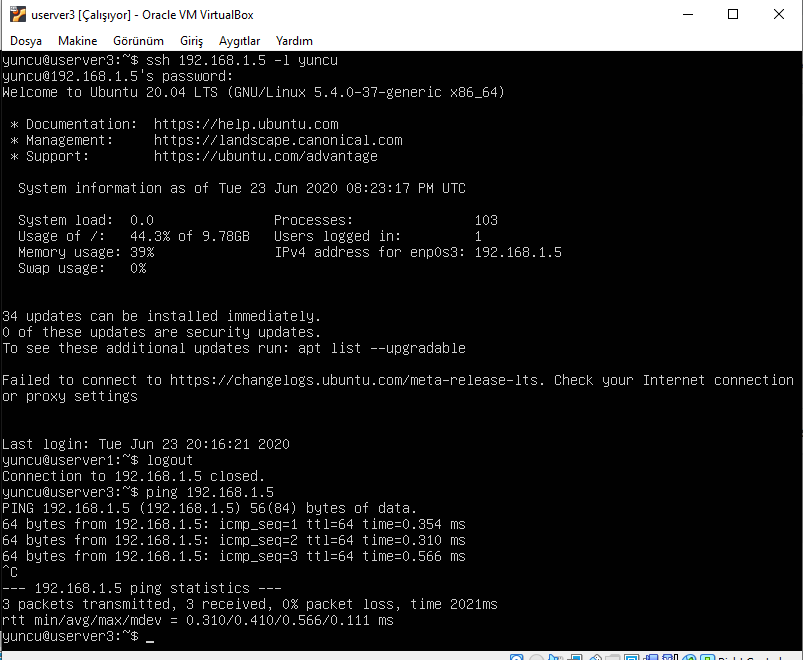 userver3 [Çalışıyor] - Oracle VM VirtualBox
Dosya Makine Görünüm Giriş Aygıtlar Yardım
yuncu@userver3:~$ ssh 192.168.1.5 -l yuncu
yuncu@192.168.1.5's password:
Welcome to Ubuntu 20.04 LTS (GNU/Linux 5.4.0-37-generic x86_64)
* Documentation: https://help.ubuntu.com
* Management: https://landscape.canonical.com
* Support: https://ubuntu.com/advantage
System information as of Tue 23 Jun 2020 08:23:17 PM UTC
System load: 0.0 Processes: 103
Usage of /: 44.3% of 9.78GB Users logged in: 1
Memory usage: 39% IPv4 address for enp0s3: 192.168.1.5
Swap usage: 0%
34 updates can be installed immediately.
0 of these updates are security updates.
To see these additional updates run: apt list --upgradable
Failed to connect to https://changelogs.ubuntu.com/meta-release-lts. Check your Internet connection
or proxy settings
Last login: Tue Jun 23 20:16:21 2020
yuncu@userver1:~$ logout
Connection to 192.168.1.5 closed.
yuncu@userver3:~$ ping 192.168.1.5
PING 192.168.1.5 (192.168.1.5) 56(84) bytes of data.
64 bytes from 192.168.1.5: icmp_seq=1 ttl=64 time=0.354 ms
64 bytes from 192.168.1.5: icmp_seq=2 ttl=64 time=0.310 ms
64 bytes from 192.168.1.5: icmp_seq=3 ttl=64 time=0.566 ms
^C
--- 192.168.1.5 ping statistics ---
3 packets transmitted, 3 received, 0% packet loss, time 2021ms
rtt min/avg/max/mdev = 0.310/0.410/0.566/0.111 ms
yuncu@userver3:~$ _